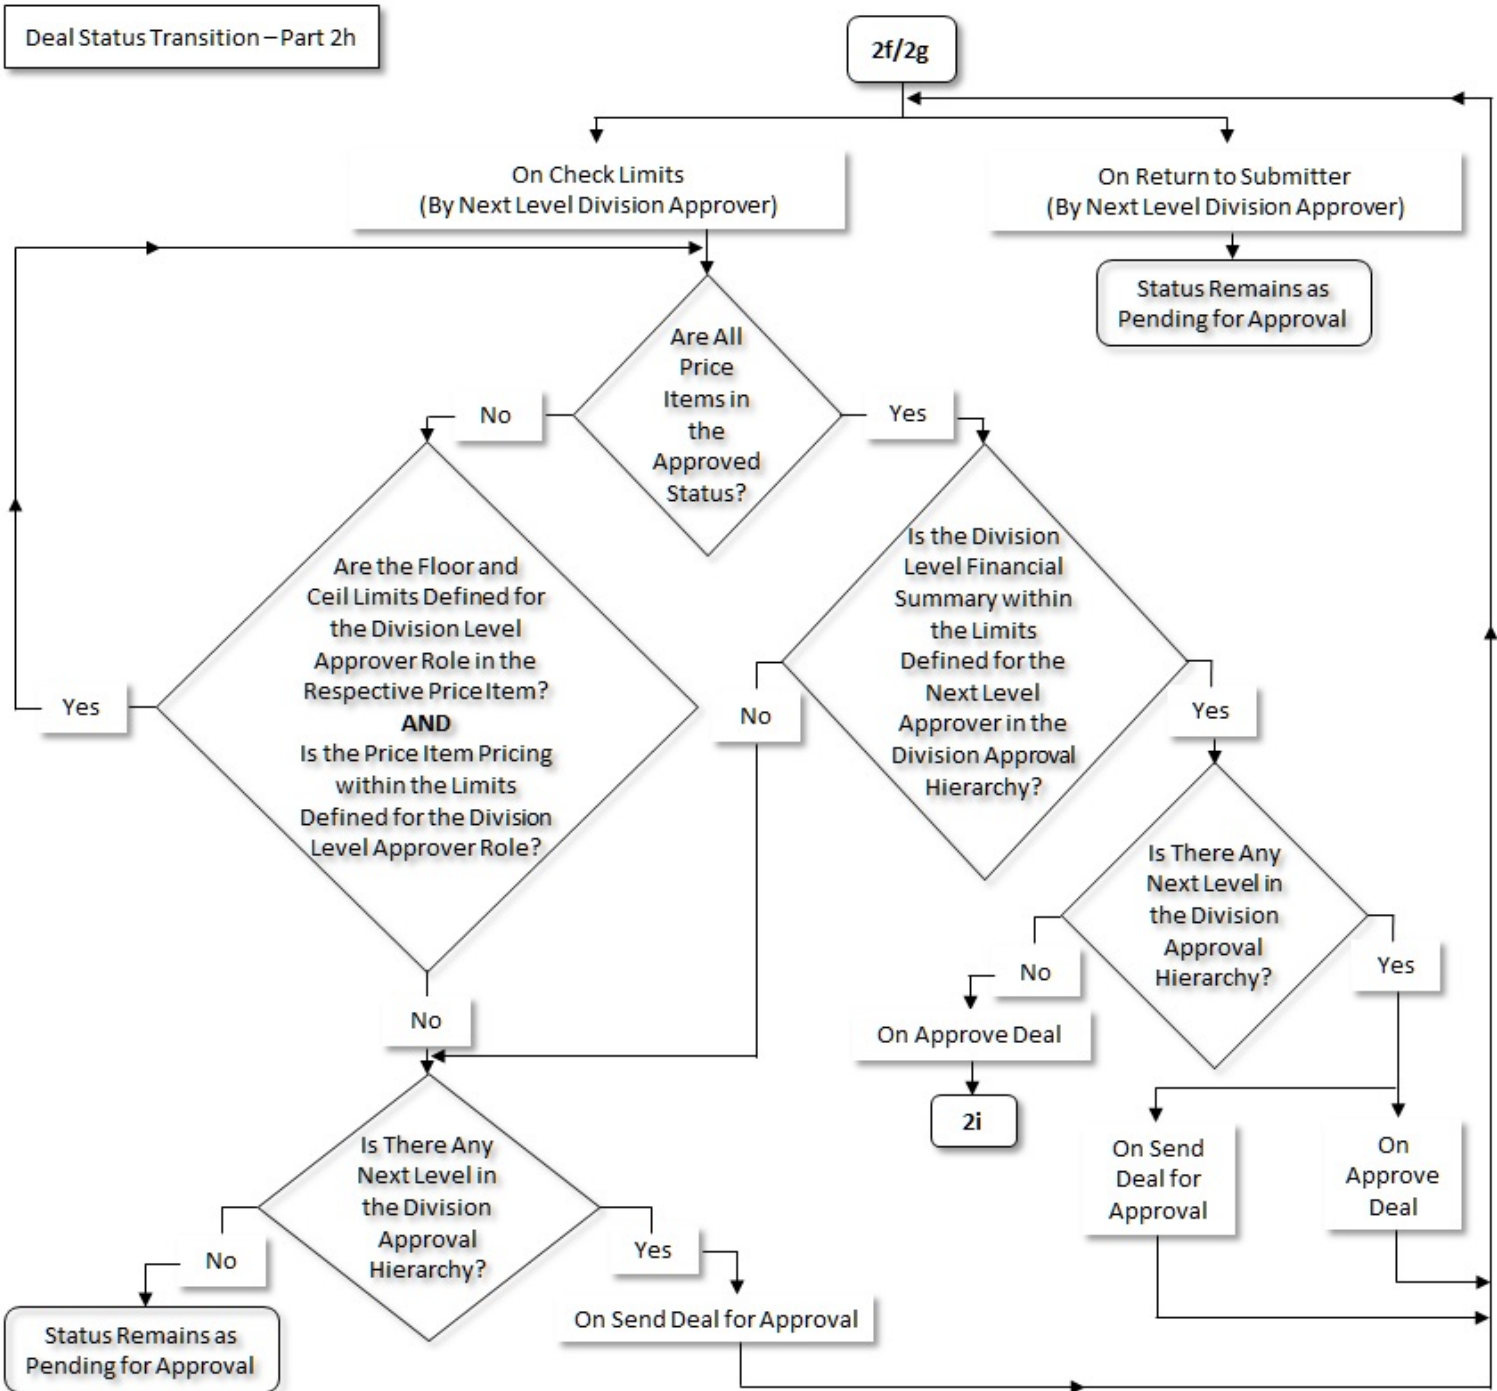 Deal Status Transition – Part 2h
2f/2g
On Check Limits
(By Next Level Division Approver)
On Return to Submitter
(By Next Level Division Approver)
Status Remains as
Pending for Approval
Are All
Price
Items in
the
Approved
Status?
No
Yes
Are the Floor and
Ceil Limits Defined for
the Division Level
Approver Role in the
Respective Price Item?
AND
Is the Price Item Pricing
within the Limits
Defined for the Division
Level Approver Role?
Yes
No
Is the Division
Level Financial
Summary within
the Limits
Defined for the
Next Level
Approver in the
Division Approval
Hierarchy?
No
Yes
Is There Any
Next Level in
the Division
Approval
Hierarchy?
No
Yes
On Approve Deal
2i
On Send
Deal for
Approval
On
Approve
Deal
Is There Any
Next Level in
the Division
Approval
Hierarchy?
No
Yes
Status Remains as
Pending for Approval
On Send Deal for Approval